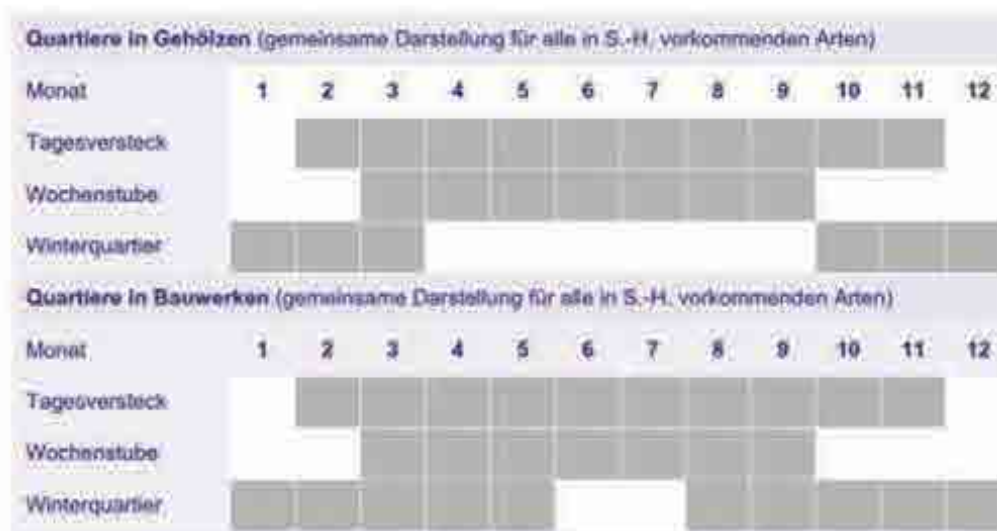 Quartiere in Gehölzen (gemeinsame Darstellung für alle in S.-H. vorkommenden Arten)
Monat 1 2 3 4 5 6 7 8 9 10 11 12
Tagesversteck
Wochenstube
Winterquartier
Quartiere in Bauwerken (gemeinsame Darstellung für alle in S.-H. vorkommenden Arten)
Monat 1 2 3 4 5 6 7 8 9 10 11 12
Tagesversteck
Wochenstube
Winterquartier